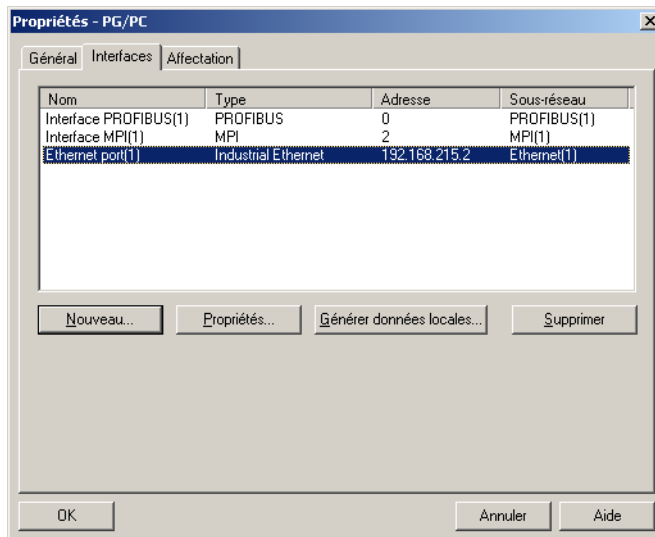 Propriétés - PG/PC
Général Interfaces Affectation
Nom Type Adresse Sous-réseau
Interface PROFIBUS(1) PROFIBUS 0 PROFIBUS(1)
Interface MPI(1) MPI 2 MPI(1)
Ethernet port(1) Industrial Ethernet 192.168.215.2 Ethernet(1)
Nouveau... Propriétés... Générer données locales... Supprimer
OK Annuler Aide